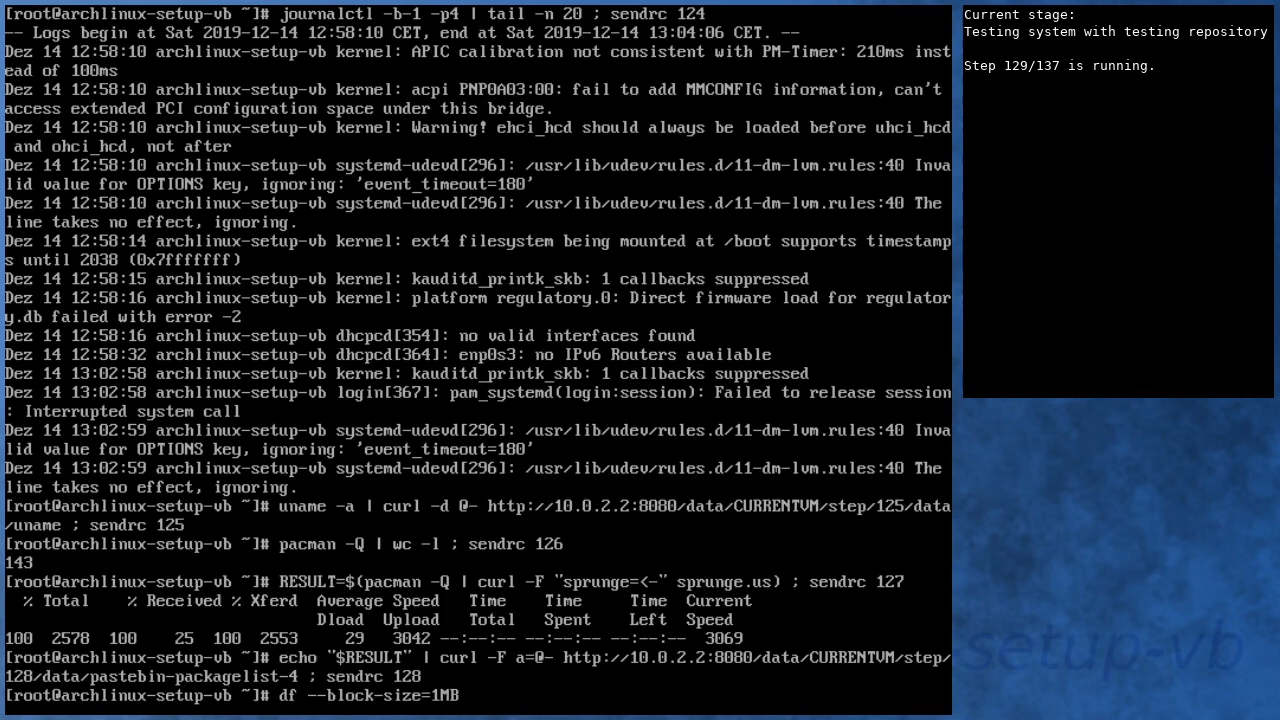 [root@archlinux-setup-vb ~]# journalctl -b-1 -p4 | tail -n 20 ; sendrc 124
-- Logs begin at Sat 2019-12-14 12:58:10 CET, end at Sat 2019-12-14 13:04:06 CET. --
Dez 14 12:58:10 archlinux-setup-vb kernel: APIC calibration not consistent with PM-Timer: 210ms inst
ead of 100ms
Dez 14 12:58:10 archlinux-setup-vb kernel: acpi PNP0A03:00: fail to add MMCONFIG information, can't 
access extended PCI configuration space under this bridge.
Dez 14 12:58:10 archlinux-setup-vb kernel: Warning! ehci_hcd should always be loaded before uhci_hcd
 and ohci_hcd, not after
Dez 14 12:58:10 archlinux-setup-vb systemd-udevd[296]: /usr/lib/udev/rules.d/11-dm-lvm.rules:40 Inva
lid value for OPTIONS key, ignoring: 'event_timeout=180'
Dez 14 12:58:10 archlinux-setup-vb systemd-udevd[296]: /usr/lib/udev/rules.d/11-dm-lvm.rules:40 The 
line takes no effect, ignoring.
Dez 14 12:58:14 archlinux-setup-vb kernel: ext4 filesystem being mounted at /boot supports timestamp
s until 2038 (0x7fffffff)
Dez 14 12:58:15 archlinux-setup-vb kernel: kauditd_printk_skb: 1 callbacks suppressed
Dez 14 12:58:16 archlinux-setup-vb kernel: platform regulatory.0: Direct firmware load for regulator
y.db failed with error -2
Dez 14 12:58:16 archlinux-setup-vb dhcpcd[354]: no valid interfaces found
Dez 14 12:58:32 archlinux-setup-vb dhcpcd[364]: enp0s3: no IPv6 Routers available
Dez 14 13:02:58 archlinux-setup-vb kernel: kauditd_printk_skb: 1 callbacks suppressed
Dez 14 13:02:58 archlinux-setup-vb login[367]: pam_systemd(login:session): Failed to release session
: Interrupted system call
Dez 14 13:02:59 archlinux-setup-vb systemd-udevd[296]: /usr/lib/udev/rules.d/11-dm-lvm.rules:40 Inva
lid value for OPTIONS key, ignoring: 'event_timeout=180'
Dez 14 13:02:59 archlinux-setup-vb systemd-udevd[296]: /usr/lib/udev/rules.d/11-dm-lvm.rules:40 The 
line takes no effect, ignoring.
[root@archlinux-setup-vb ~]# uname -a | curl -d @- http://10.0.2.2:8080/data/CURRENTVM/step/125/data
/uname ; sendrc 125
[root@archlinux-setup-vb ~]# pacman -Q | wc -l ; sendrc 126
143
[root@archlinux-setup-vb ~]# RESULT=$(pacman -Q | curl -F "sprunge=<-" sprunge.us) ; sendrc 127
  % Total    % Received % Xferd  Average Speed   Time    Time     Time  Current
                                 Dload  Upload   Total   Spent    Left  Speed
100  2578  100    25  100  2553     29   3042 --:--:-- --:--:-- --:--:--  3069
[root@archlinux-setup-vb ~]# echo "$RESULT" | curl -F a=@- http://10.0.2.2:8080/data/CURRENTVM/step/
128/data/pastebin-packagelist-4 ; sendrc 128
[root@archlinux-setup-vb ~]# df --block-size=1MB
Current stage:
Testing system with testing repository
Step 129/137 is running.
setup-vb